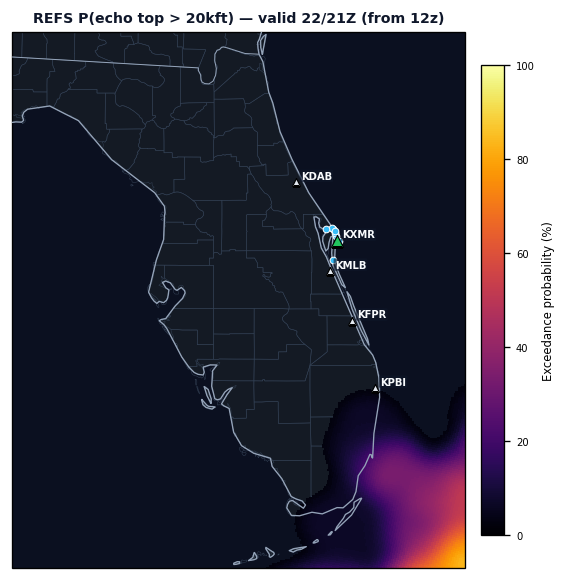 REFS P(echo top > 20kft) — valid 22/21Z (from 12z)
KDAB
KXMR
KMLB
KFPR
KPBI
100
80
60
40
20
0
Exceedance probability (%)